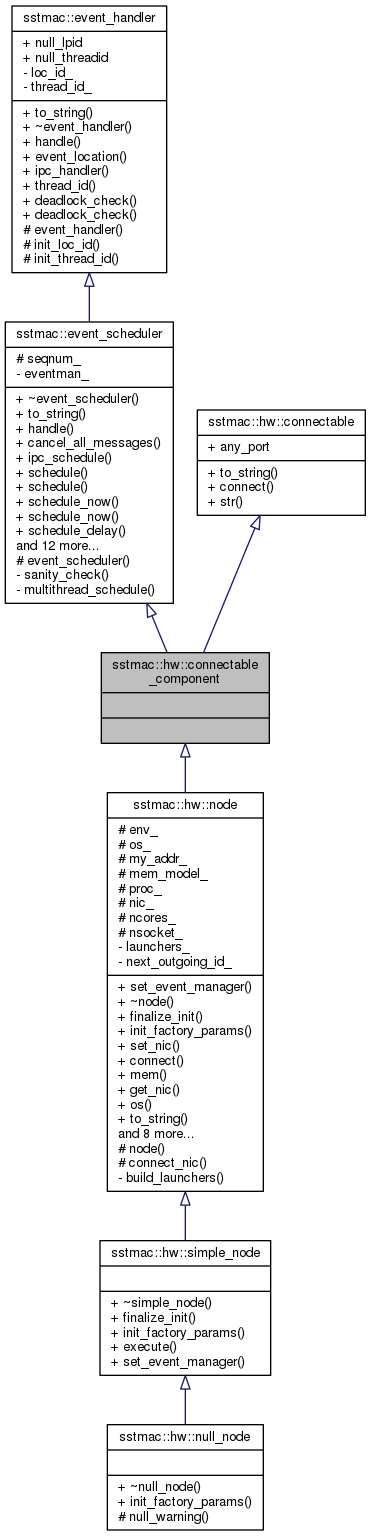 sstmac::event_handler
+ null_lpid
+ null_threadid
- loc_id_
- thread_id_
+ to_string()
+ ~event_handler()
+ handle()
+ event_location()
+ ipc_handler()
+ thread_id()
+ deadlock_check()
+ deadlock_check()
# event_handler()
# init_loc_id()
# init_thread_id()
sstmac::event_scheduler
# seqnum_
- eventman_
+ ~event_scheduler()
+ to_string()
+ handle()
+ cancel_all_messages()
+ ipc_schedule()
+ schedule()
+ schedule()
+ schedule_now()
+ schedule_now()
+ schedule_delay()
and 12 more...
# event_scheduler()
- sanity_check()
- multithread_schedule()
sstmac::hw::connectable
+ any_port
+ to_string()
+ connect()
+ str()
sstmac::hw::connectable
_component
sstmac::hw::node
# env_
# os_
# my_addr_
# mem_model_
# proc_
# nic_
# ncores_
# nsocket_
- launchers_
- next_outgoing_id_
+ set_event_manager()
+ ~node()
+ finalize_init()
+ init_factory_params()
+ set_nic()
+ connect()
+ mem()
+ get_nic()
+ os()
+ to_string()
and 8 more...
# node()
# connect_nic()
- build_launchers()
sstmac::hw::simple_node
+ ~simple_node()
+ finalize_init()
+ init_factory_params()
+ execute()
+ set_event_manager()
sstmac::hw::null_node
+ ~null_node()
+ init_factory_params()
# null_warning()